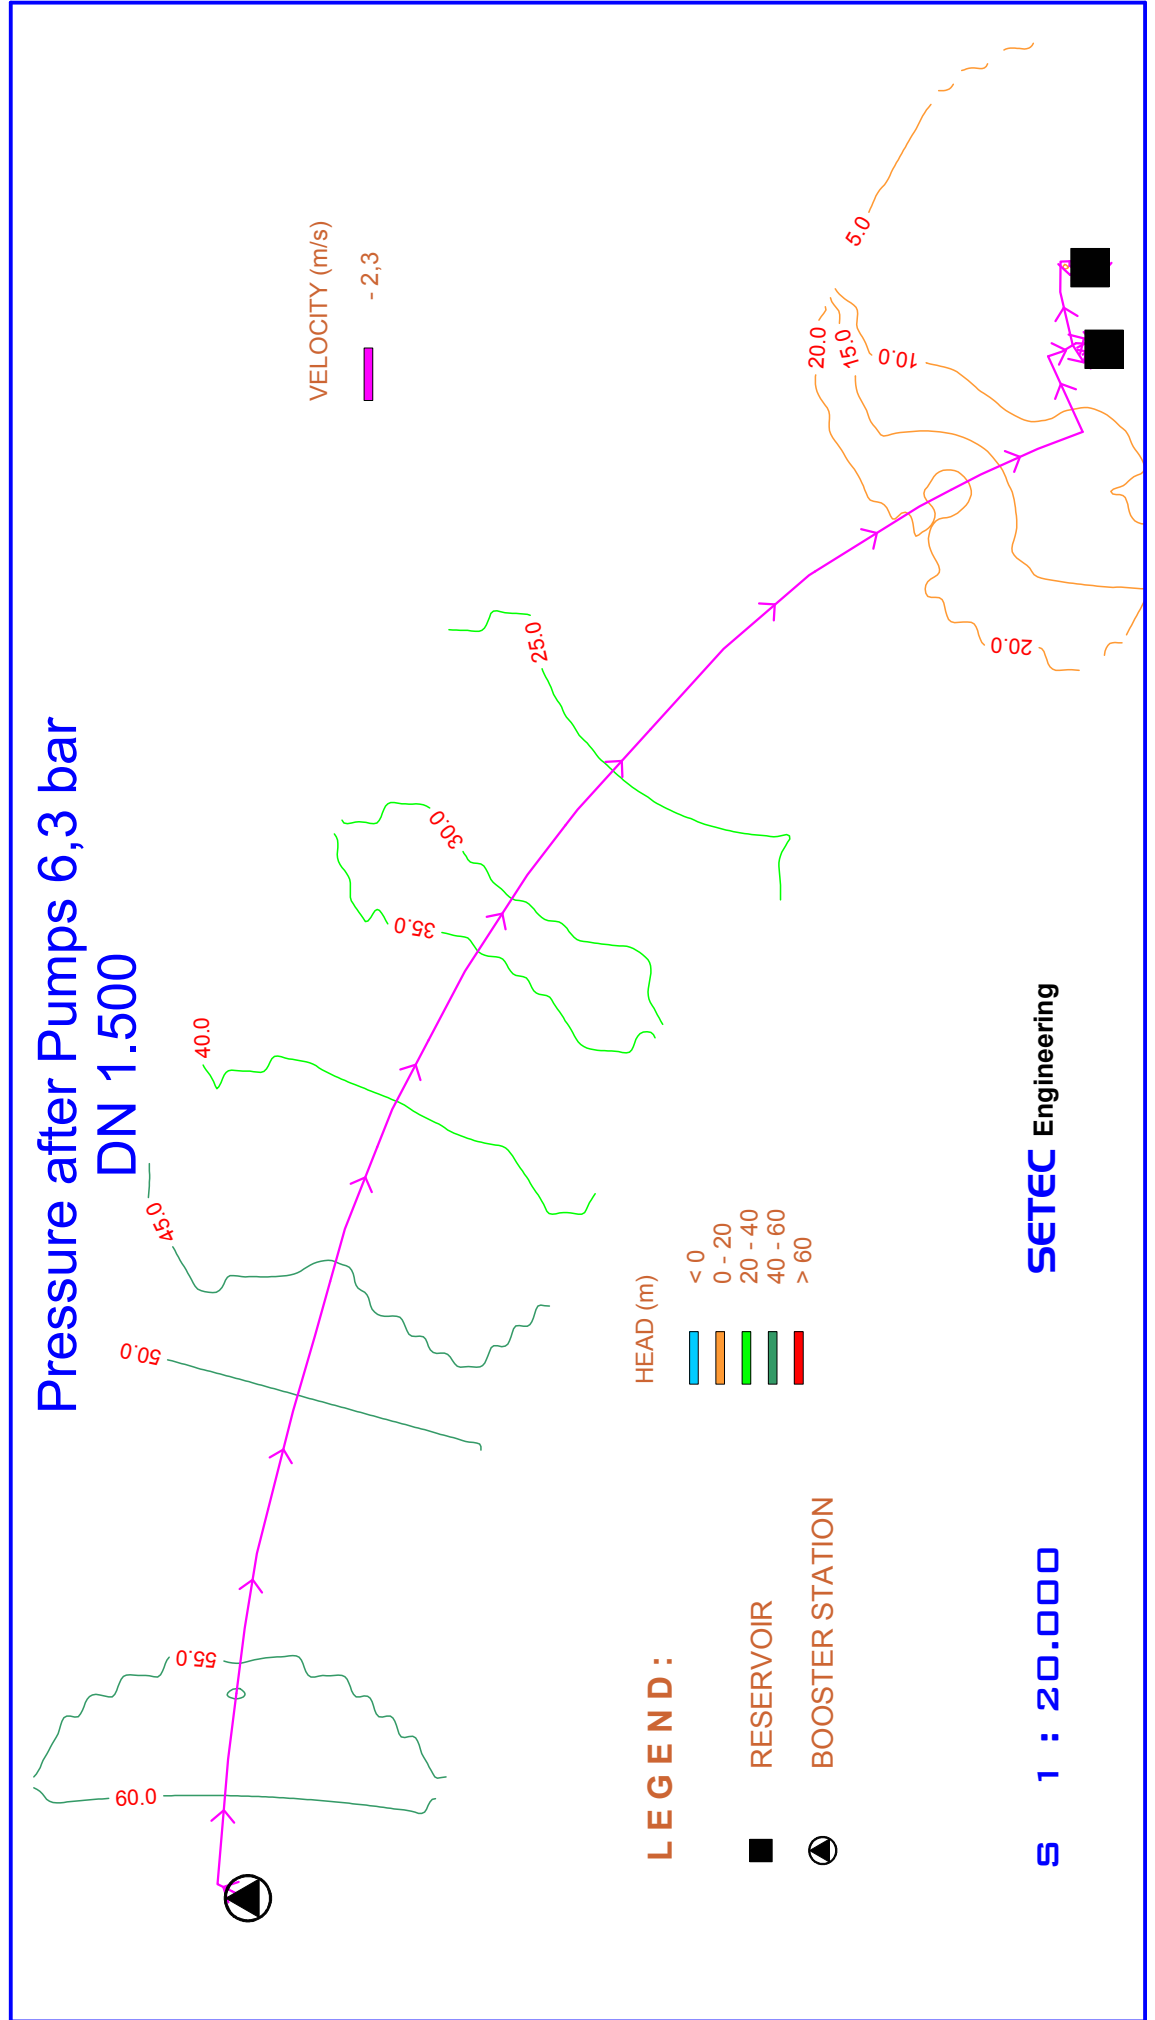 Pressure after Pumps 6,3 bar
DN 1.500
VELOCITY (m/s)
- 2,3
60.0
55.0
50.0
45.0
40.0
35.0
30.0
25.0
20.0
20.0
15.0
10.0
5.0
HEAD (m)
< 0
0 - 20
20 - 40
40 - 60
> 60
LEGEND:
RESERVOIR
BOOSTER STATION
S 1 : 20.000
SETEC Engineering